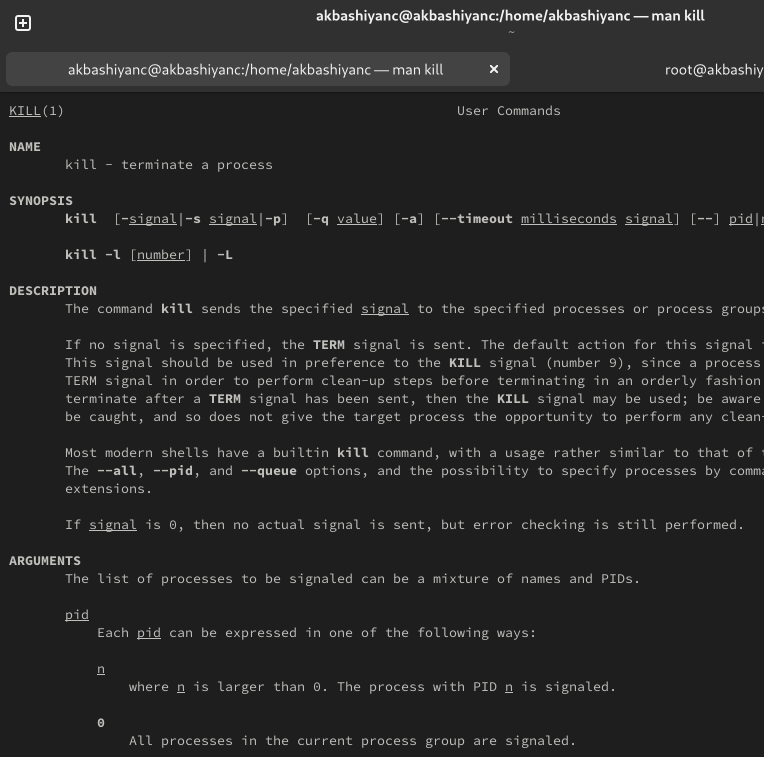 akbashiyanc@akbashiyanc:/home/akbashiyanc — man kill
~
akbashiyanc@akbashiyanc:/home/akbashiyanc — man kill × root@akbashiy
KILL(1) User Commands
NAME
kill - terminate a process
SYNOPSIS
kill [-signal|-s signal|-p] [-q value] [-a] [--timeout milliseconds signal] [--] pid|
kill -l [number] | -L
DESCRIPTION
The command kill sends the specified signal to the specified processes or process groups
If no signal is specified, the TERM signal is sent. The default action for this signal
This signal should be used in preference to the KILL signal (number 9), since a process
TERM signal in order to perform clean-up steps before terminating in an orderly fashion
terminate after a TERM signal has been sent, then the KILL signal may be used; be aware
be caught, and so does not give the target process the opportunity to perform any clean-
Most modern shells have a builtin kill command, with a usage rather similar to that of
The --all, --pid, and --queue options, and the possibility to specify processes by comma
extensions.
If signal is 0, then no actual signal is sent, but error checking is still performed.
ARGUMENTS
The list of processes to be signaled can be a mixture of names and PIDs.
pid
Each pid can be expressed in one of the following ways:
n
where n is larger than 0. The process with PID n is signaled.
0
All processes in the current process group are signaled.